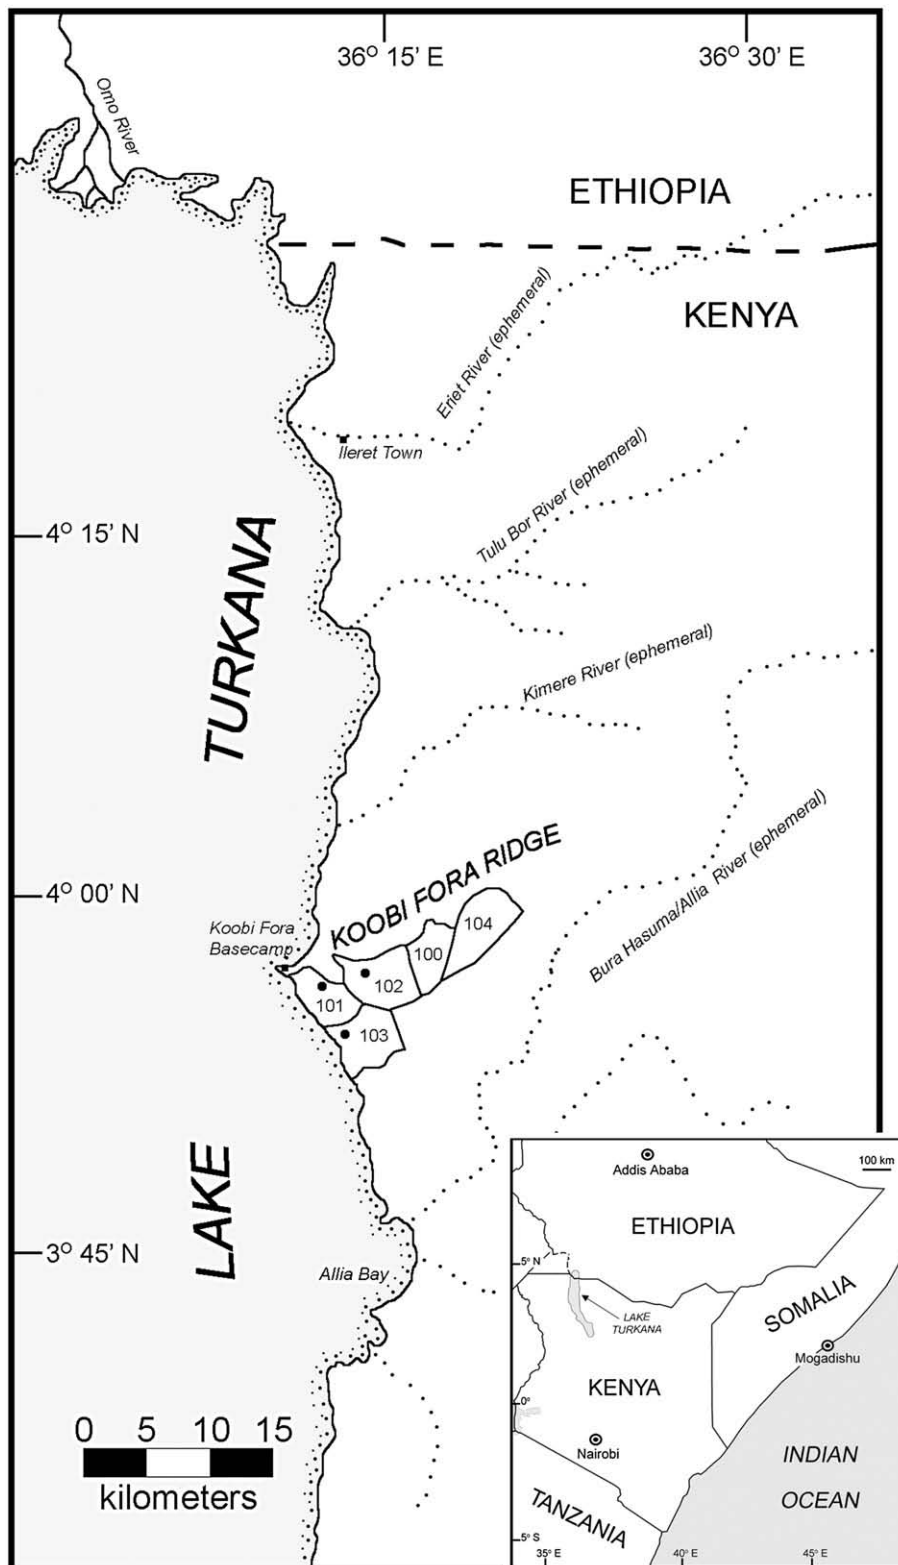 36° 15' E
36° 30' E
Omo River
ETHIOPIA
KENYA
Eriet River (ephemeral)
Ileret Town
Tulu Bor River (ephemeral)
4° 15' N
TURKANA
Kimere River (ephemeral)
Bura Hasuma/Allia River (ephemeral)
4° 00' N
KOOBI FORA RIDGE
Koobi Fora
Basecamp
104
100
102
101
103
LAKE
3° 45' N
Allia Bay
0 5 10 15
kilometers
100 km
Addis Ababa
ETHIOPIA
5° N
LAKE
TURKANA
SOMALIA
Mogadishu
KENYA
0°
Nairobi
INDIAN
OCEAN
TANZANIA
5° S
35° E
40° E
45° E